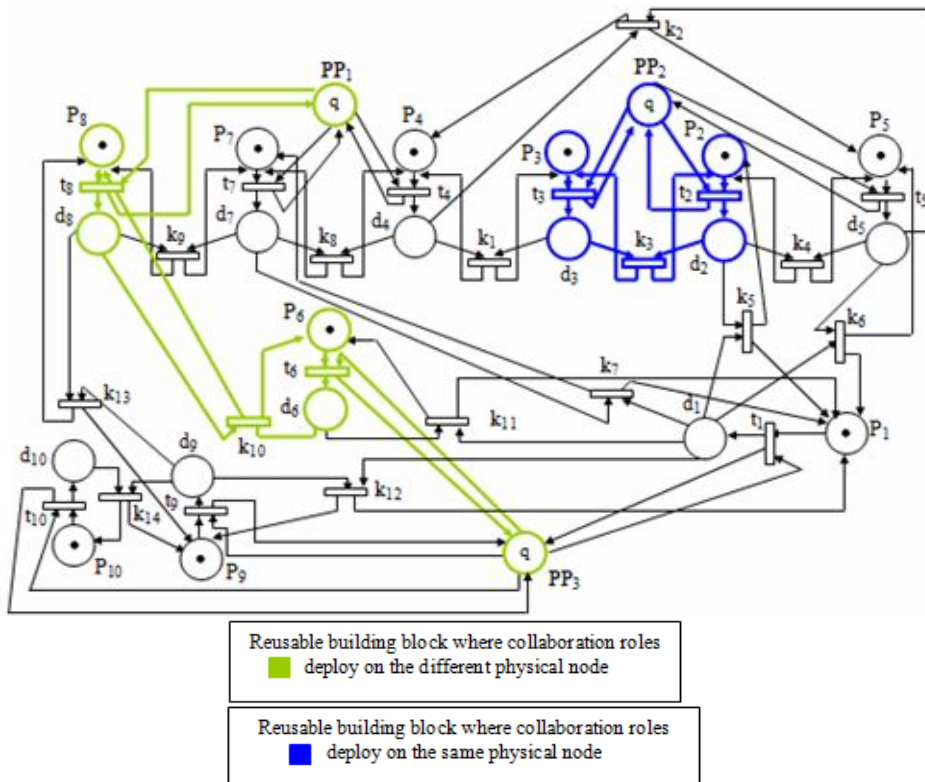 k2
PP1
PP2
q
q
P8
P7
P4
P3
P2
P5
t8
t7
t4
t3
t2
t5
d8
d7
d4
d3
d2
d5
k9
k8
k1
k3
k4
k5
k6
P6
t6
d6
k7
d1
k13
k10
k11
t1
P1
d10
d9
k12
t10
k14
t9
P10
P9
q
PP3
Reusable building block where collaboration roles
deploy on the different physical node
Reusable building block where collaboration roles
deploy on the same physical node